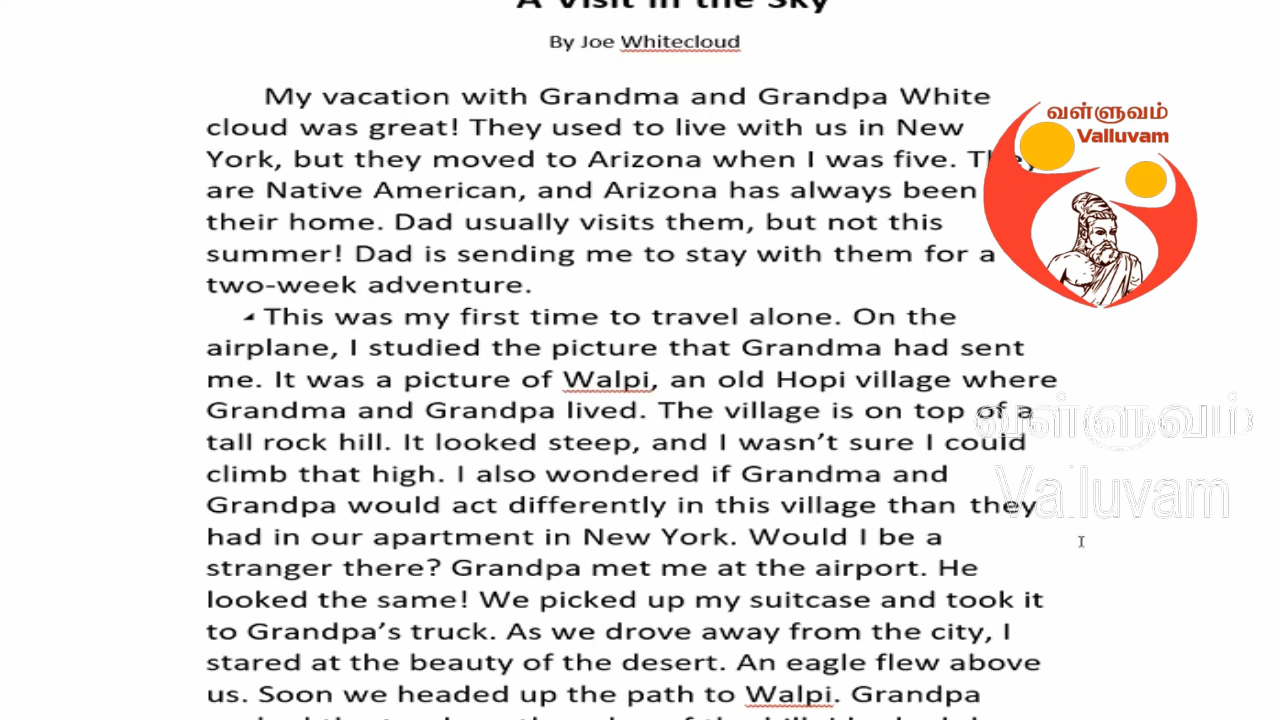 A Visit in the Sky
By Joe Whitecloud
My vacation with Grandma and Grandpa White
cloud was great! They used to live with us in New
York, but they moved to Arizona when I was five. They
are Native American, and Arizona has always been
their home. Dad usually visits them, but not this
summer! Dad is sending me to stay with them for a
two-week adventure.
This was my first time to travel alone. On the
airplane, I studied the picture that Grandma had sent
me. It was a picture of Walpi, an old Hopi village where
Grandma and Grandpa lived. The village is on top of a
tall rock hill. It looked steep, and I wasn't sure I could
climb that high. I also wondered if Grandma and
Grandpa would act differently in this village than they
had in our apartment in New York. Would I be a
stranger there? Grandpa met me at the airport. He
looked the same! We picked up my suitcase and took it
to Grandpa's truck. As we drove away from the city, I
stared at the beauty of the desert. An eagle flew above
us. Soon we headed up the path to Walpi. Grandpa
வள்ளுவம்
Valluvam
வள்ளுவம்
Valluvam